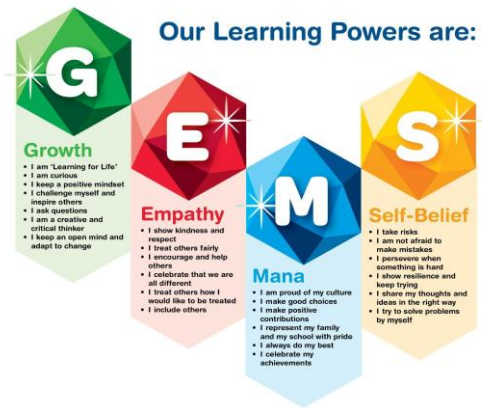 Our Learning Powers are:
G
Growth
• I am 'Learning for Life'
• I am curious
• I keep a positive mindset
• I challenge myself and
inspire others
• I ask questions
• I am a creative and
critical thinker
• I keep an open mind and
adapt to change
E
Empathy
• I show kindness and
respect
• I treat others fairly
• I encourage and help
others
• I celebrate that we are
all different
• I treat others how I
would like to be treated
• I include others
M
Mana
• I am proud of my culture
• I make good choices
• I make positive
contributions
• I represent my family
and my school with pride
• I always do my best
• I celebrate my
achievements
S
Self-Belief
• I take risks
• I am not afraid to
make mistakes
• I persevere when
something is hard
• I show resilience and
keep trying
• I share my thoughts and
ideas in the right way
• I try to solve problems
by myself